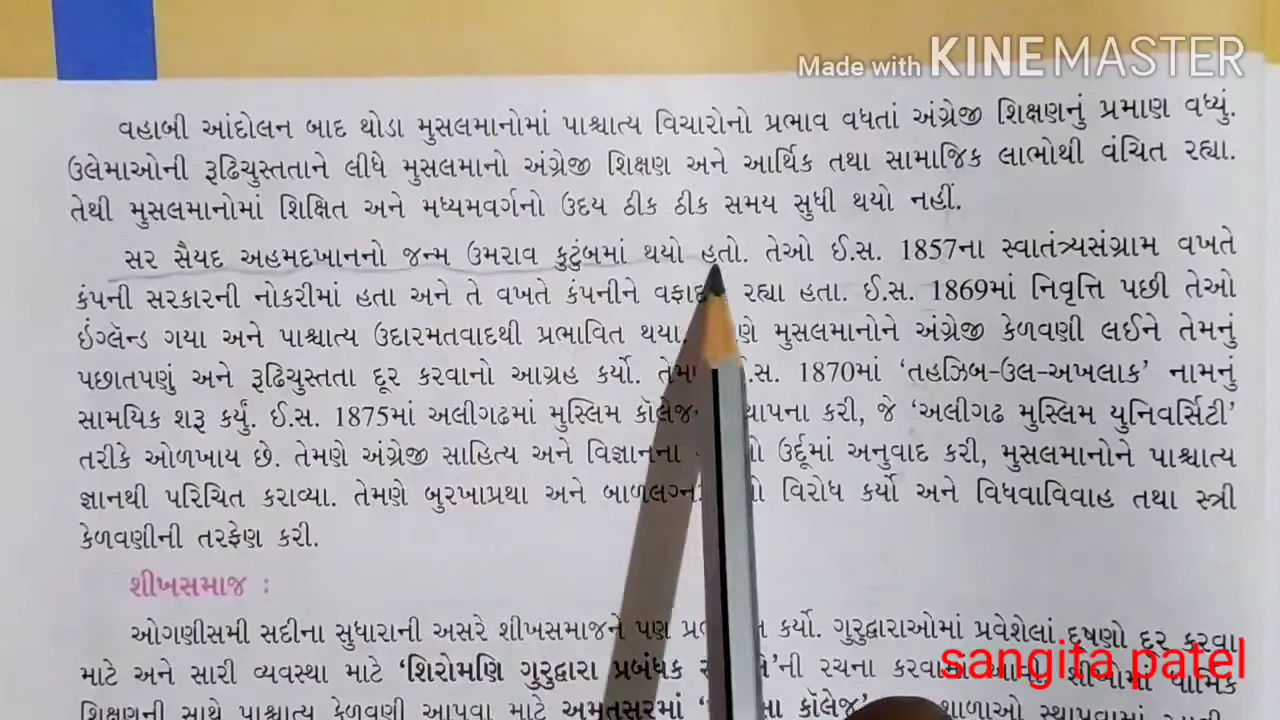 Made with KINEMASTER
વહાબી આંદોલન બાદ થોડા મુસલમાનોમાં પાશ્ચાત્ય વિચારોનો પ્રભાવ વધતાં અંગ્રેજી શિક્ષણનું પ્રમાણ વધ્યું.
ઉલેમાઓની રૂઢિચુસ્તતાને લીધે મુસલમાનો અંગ્રેજી શિક્ષણ અને આર્થિક તથા સામાજિક લાભોથી વંચિત રહ્યા.
તેથી મુસલમાનોમાં શિક્ષિત અને મધ્યમવર્ગનો ઉદય ઠીક ઠીક સમય સુધી થયો નહીં.
સર સૈયદ અહમદખાનનો જન્મ ઉમરાવ કુટુંબમાં થયો હતો. તેઓ ઈ.સ. 1857ના સ્વાતંત્ર્યસંગ્રામ વખતે
કંપની સરકારની નોકરીમાં હતા અને તે વખતે કંપનીને રહ્યા હતા. ઈ.સ. 1869માં નિવૃત્તિ પછી તેઓ
ઇંગ્લૅન્ડ ગયા અને પાશ્ચાત્ય ઉદારમતવાદથી પ્રભાવિત થયા. મુસલમાનોને અંગ્રેજી કેળવણી લઈને તેમનું
પછાતપણું અને રૂઢિચુસ્તતા દૂર કરવાનો આગ્રહ કર્યો. 1870માં ‘તહઝિબ-ઉલ-અખલાક’ નામનું
સામયિક શરૂ કર્યું. ઈ.સ. 1875માં અલીગઢમાં મુસ્લિમ કરી, જે ‘અલીગઢ મુસ્લિમ યુનિવર્સિટી’
તરીકે ઓળખાય છે. તેમણે અંગ્રેજી સાહિત્ય અને વિજ્ઞાનના ઉર્દૂમાં અનુવાદ કરી, મુસલમાનોને પાશ્ચાત્ય
જ્ઞાનથી પરિચિત કરાવ્યા. તેમણે બુરખાપ્રથા અને વિરોધ કર્યો અને વિધવાવિવાહ તથા સ્ત્રી
કેળવણીની તરફેણ કરી.
શીખસમાજ :
ઓગણીસમી સદીના સુધારાની અસરે શીખસમાજને પણ કર્યો. ગુરુદ્વારાઓમાં પ્રવેશેલાં દૂષણો દૂર કરવા
માટે અને સારી વ્યવસ્થા માટે ‘શિરોમણિ ગુરુદ્વારા પ્રબંધક રચના
sangita patel
શિક્ષણની સાથે પાશ્ચાત્ય કેળવણી આપવા માટે અમૃતસરમાં કૉલેજ’